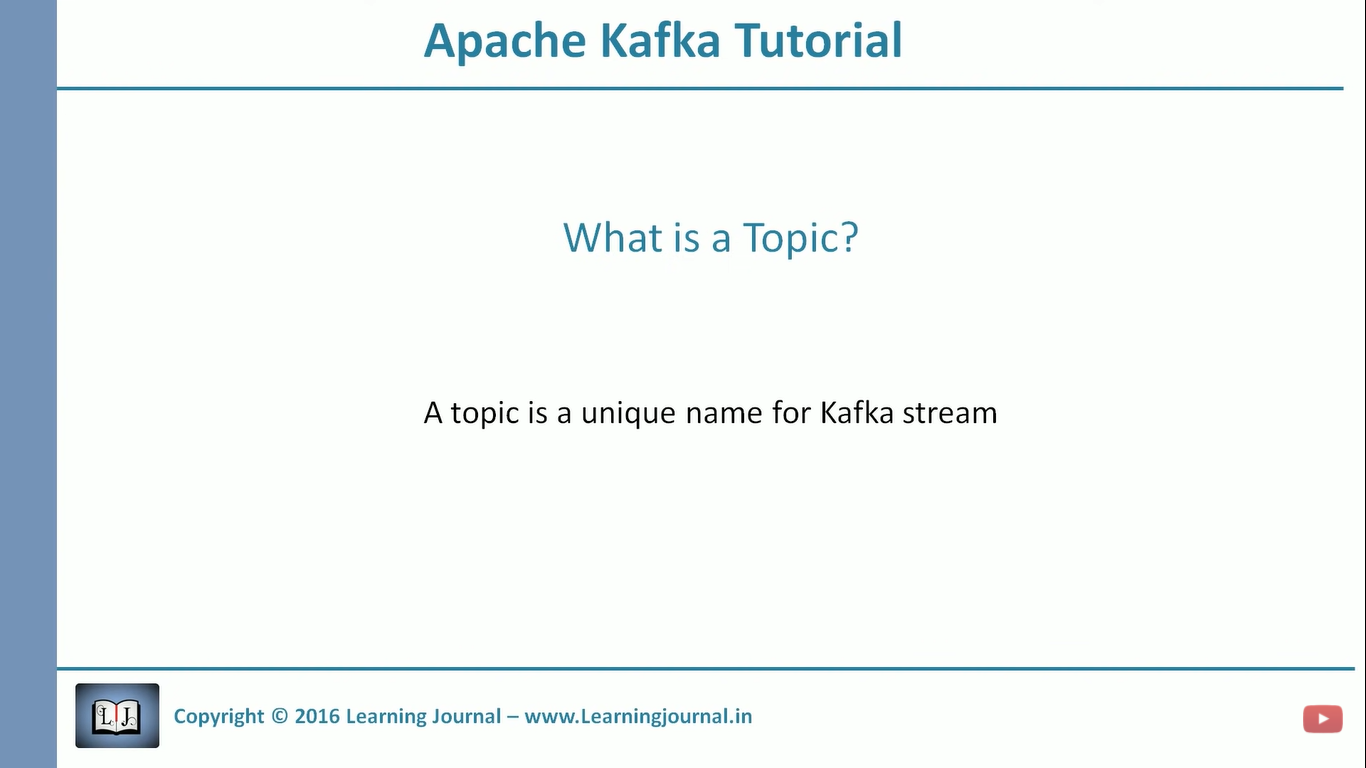 Apache Kafka Tutorial
What is a Topic?
A topic is a unique name for Kafka stream
LJ
Copyright © 2016 Learning Journal – www.Learningjournal.in